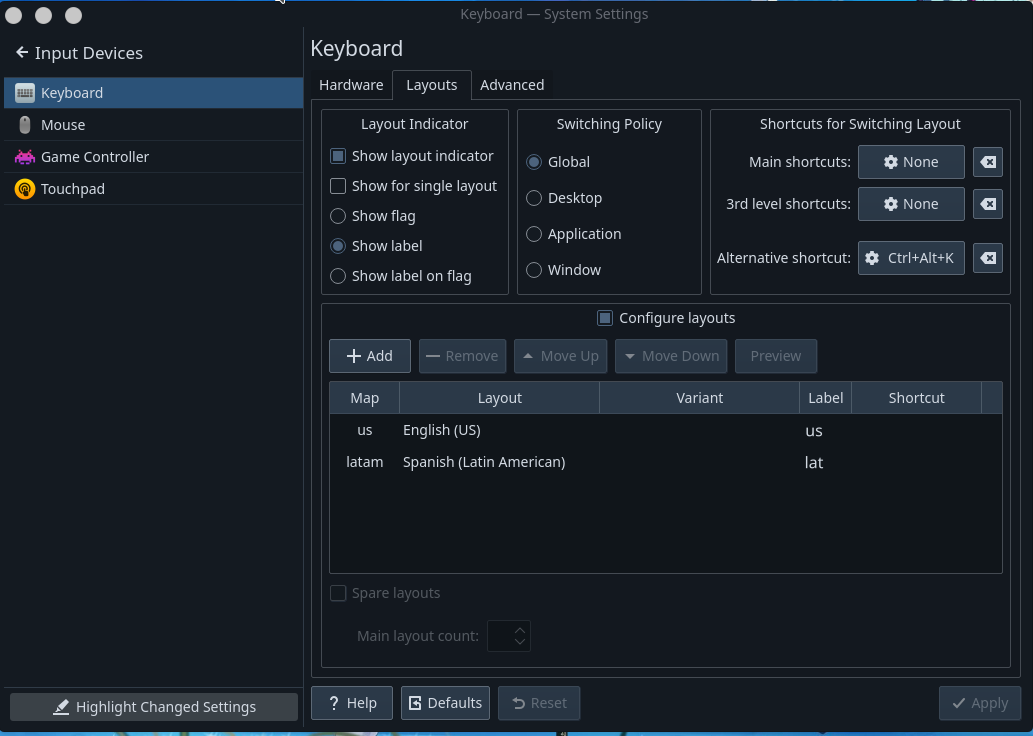 Keyboard — System Settings
Input Devices
Keyboard
Mouse
Game Controller
Touchpad
Highlight Changed Settings
Keyboard
Hardware Layouts Advanced
Layout Indicator
Show layout indicator
Show for single layout
Show flag
Show label
Show label on flag
Switching Policy
Global
Desktop
Application
Window
Shortcuts for Switching Layout
Main shortcuts: None
3rd level shortcuts: None
Alternative shortcut: Ctrl+Alt+K
Configure layouts
Add Remove Move Up Move Down Preview
Map Layout Variant Label Shortcut
us English (US) us
latam Spanish (Latin American) lat
Spare layouts
Main layout count:
Help Defaults Reset Apply